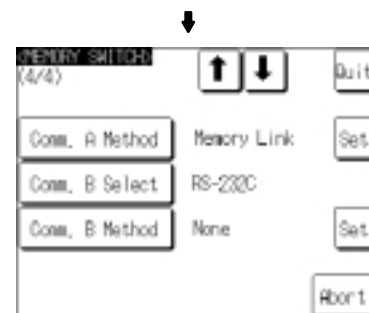 <MEMORY SWITCH>
(4/4)
Quit
Comm. A Method Memory Link Set
Comm. B Select RS-232C
Comm. B Method None Set
Abort